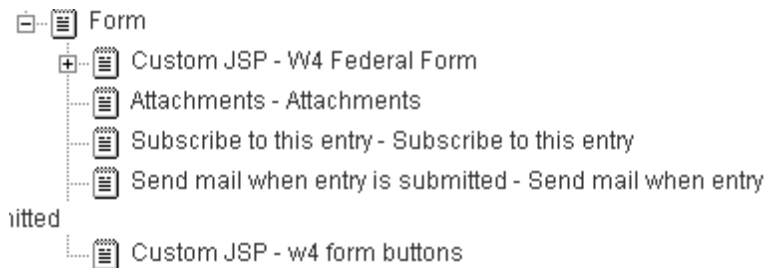 Form
Custom JSP - W4 Federal Form
Attachments - Attachments
Subscribe to this entry - Subscribe to this entry
Send mail when entry is submitted - Send mail when entry
itted
Custom JSP - w4 form buttons